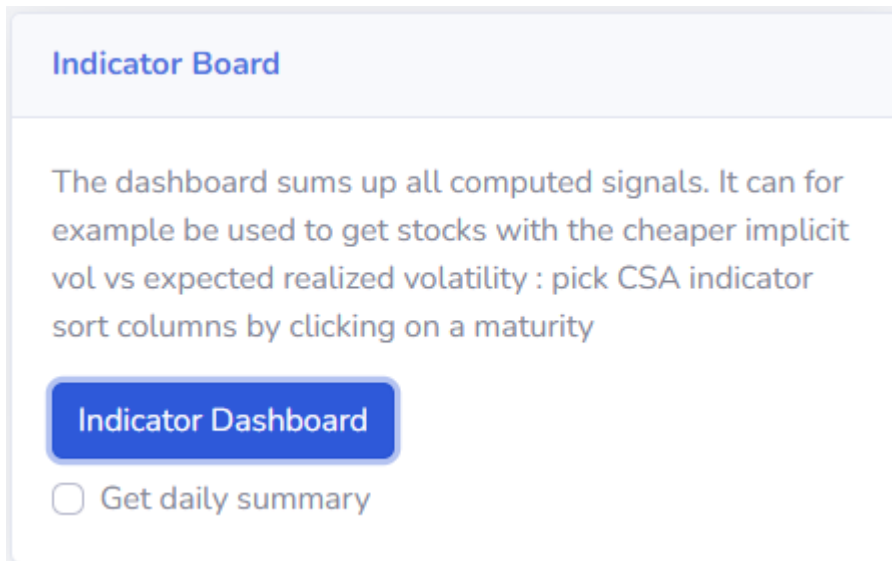 Indicator Board
The dashboard sums up all computed signals. It can for
example be used to get stocks with the cheaper implicit
vol vs expected realized volatility : pick CSA indicator
sort columns by clicking on a maturity
Indicator Dashboard
Get daily summary